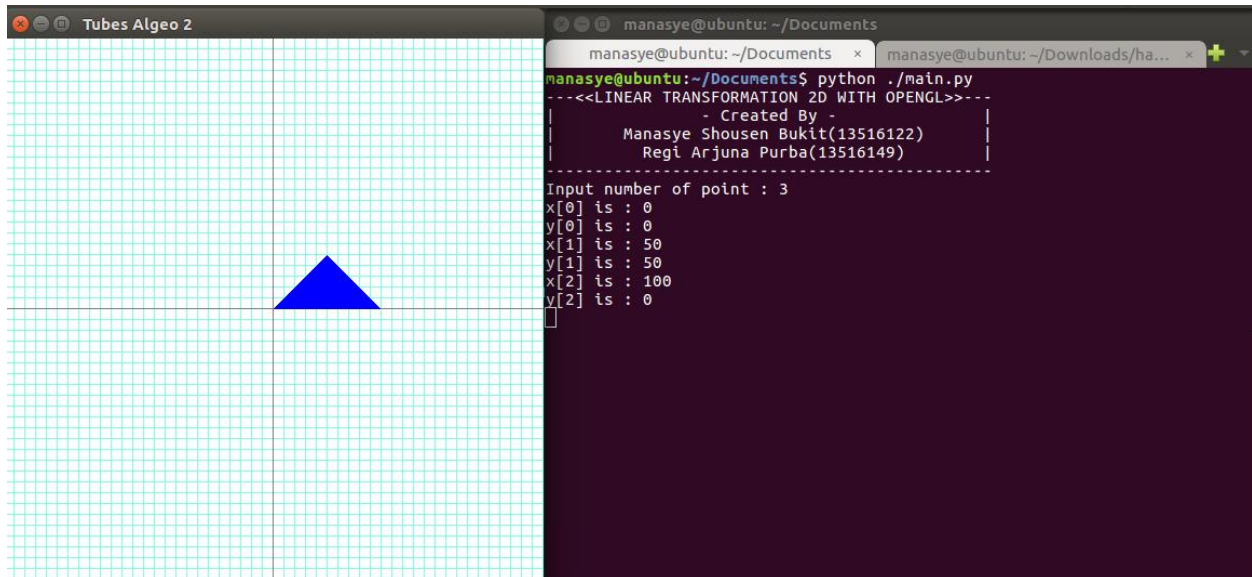 Tubes Algeo 2
manasye@ubuntu: ~/Documents
manasye@ubuntu: ~/Documents × manasye@ubuntu: ~/Downloads/ha... ×
manasye@ubuntu:~/Documents$ python ./main.py
---<<LINEAR TRANSFORMATION 2D WITH OPENGL>>---
| - Created By - |
| Manasye Shousen Bukit(13516122) |
| Regi Arjuna Purba(13516149) |
----------------------------------------------
Input number of point : 3
x[0] is : 0
y[0] is : 0
x[1] is : 50
y[1] is : 50
x[2] is : 100
y[2] is : 0